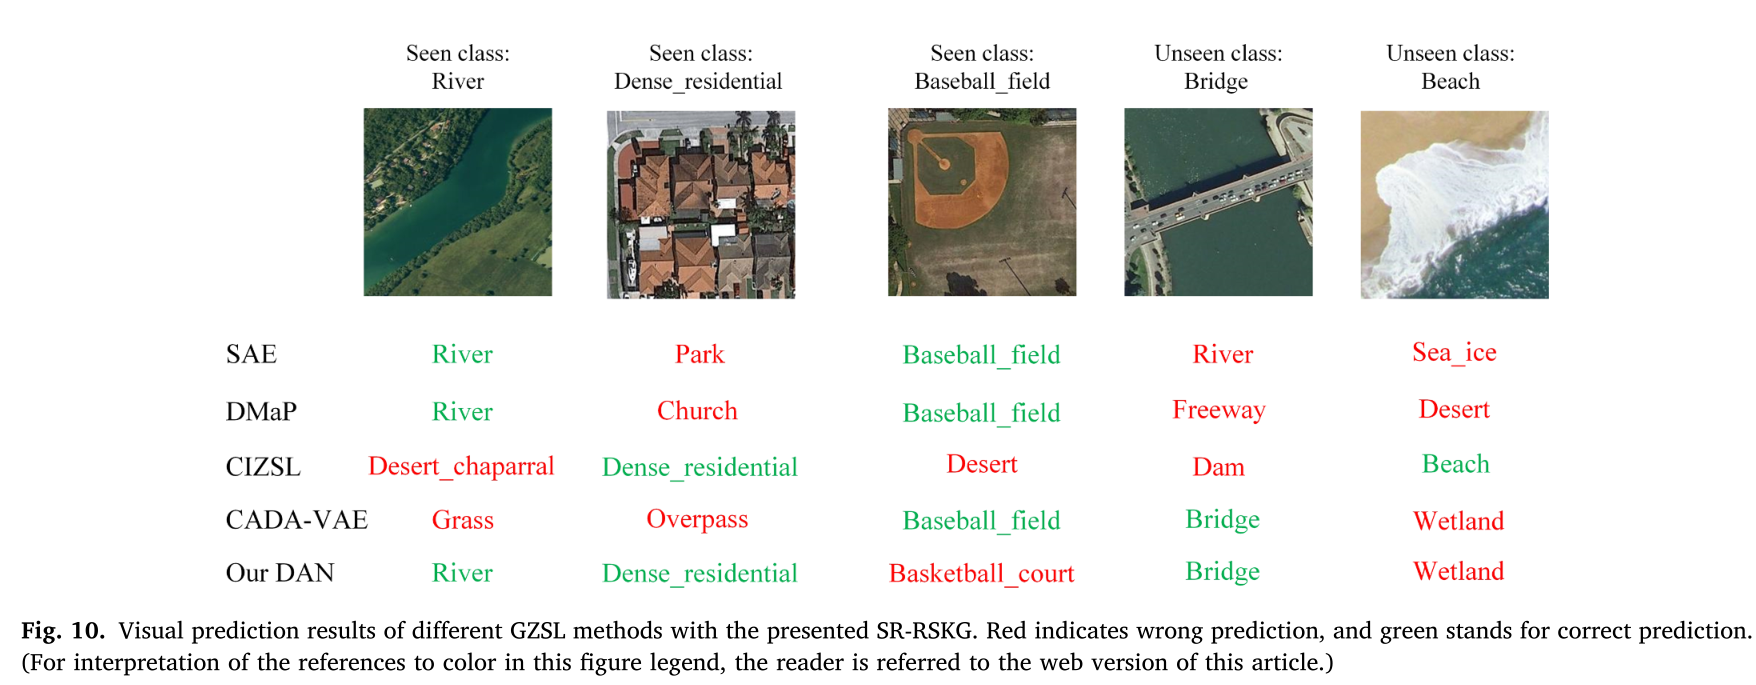 Seen class: Seen class: Seen class: Unseen class: Unseen class:
River Dense_residential Baseball_field Bridge Beach
SAE River Park Baseball_field River Sea_ice
DMaP River Church Baseball_field Freeway Desert
CIZSL Desert_chaparral Dense_residential Desert Dam Beach
CADA-VAE Grass Overpass Baseball_field Bridge Wetland
Our DAN River Dense_residential Basketball_court Bridge Wetland
Fig. 10. Visual prediction results of different GZSL methods with the presented SR-RSKG. Red indicates wrong prediction, and green stands for correct prediction.
(For interpretation of the references to color in this figure legend, the reader is referred to the web version of this article.)